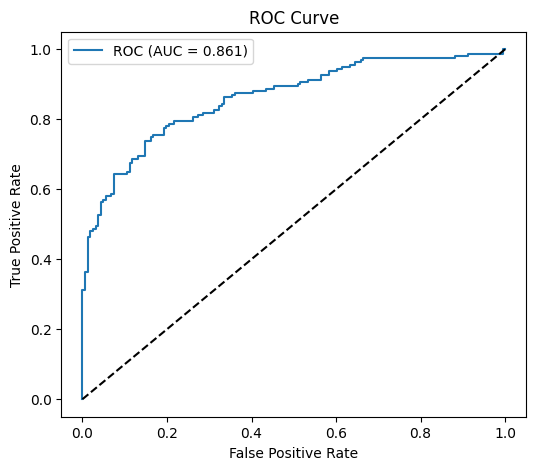 ROC Curve
ROC (AUC = 0.861)
True Positive Rate
1.0
0.8
0.6
0.4
0.2
0.0
0.0 0.2 0.4 0.6 0.8 1.0
False Positive Rate